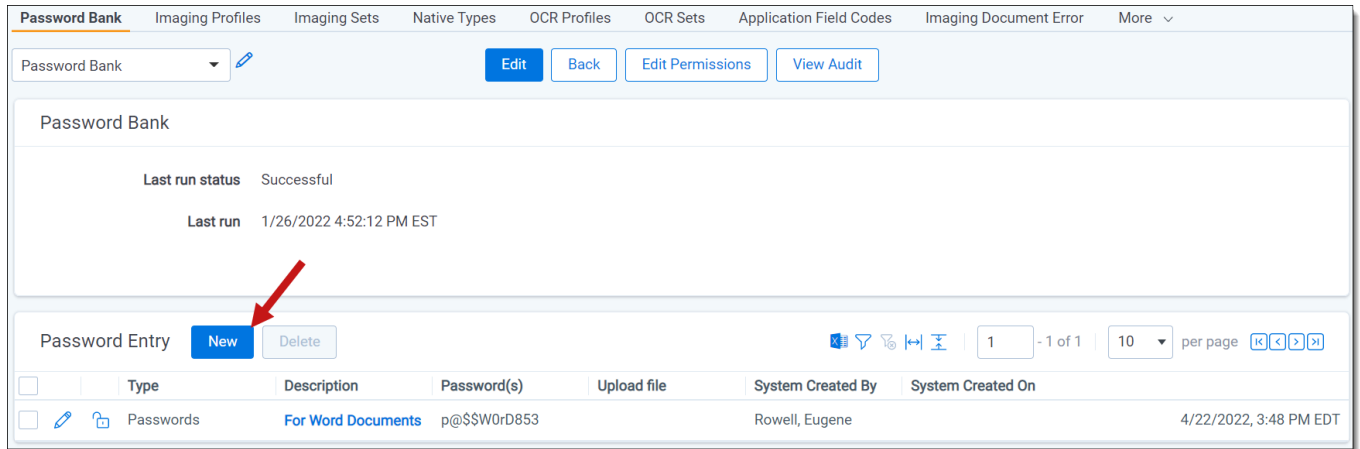 Password Bank Imaging Profiles Imaging Sets Native Types OCR Profiles OCR Sets Application Field Codes Imaging Document Error More
Password Bank Edit Back Edit Permissions View Audit
Password Bank
Last run status Successful
Last run 1/26/2022 4:52:12 PM EST
Password Entry New Delete 1 - 1 of 1 10 per page
Type Description Password(s) Upload file System Created By System Created On
Passwords For Word Documents p@$$W0rD853 Rowell, Eugene 4/22/2022, 3:48 PM EDT